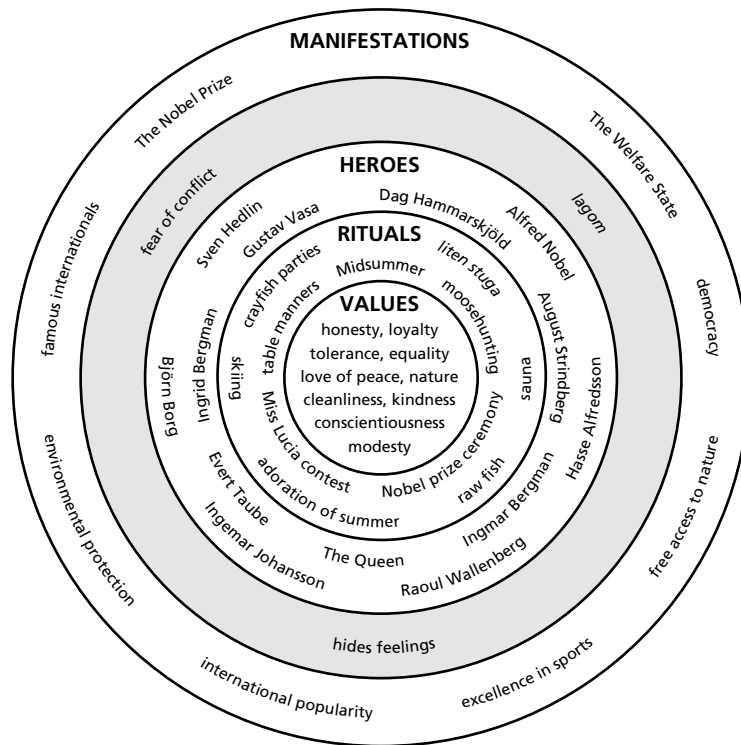 MANIFESTATIONS
The Nobel Prize
The Welfare State
famous internationals
democracy
environmental protection
free access to nature
international popularity
excellence in sports
fear of conflict
lagom
hides feelings
HEROES
Sven Hedlin
Gustav Vasa
Dag Hammarskjöld
Alfred Nobel
Björn Borg
Ingrid Bergman
August Strindberg
Hasse Alfredsson
Evert Taube
Ingemar Johansson
The Queen
Raoul Wallenberg
Ingmar Bergman
RITUALS
crayfish parties
Midsummer
liten stuga
table manners
moosehunting
skiing
sauna
Miss Lucia contest
Nobel prize ceremony
adoration of summer
raw fish
VALUES
honesty, loyalty
tolerance, equality
love of peace, nature
cleanliness, kindness
conscientiousness
modesty